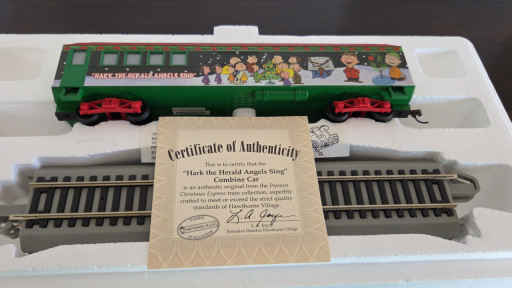 "HARK THE HERALD ANGELS SING"
Certificate of Authenticity
This is to certify that the
"Hark the Herald Angels Sing"
Combine Car
is an authentic original from the Peanuts
Christmas Express train collection, expertly
crafted to meet or exceed the strict quality
standards of Hawthorne Village.